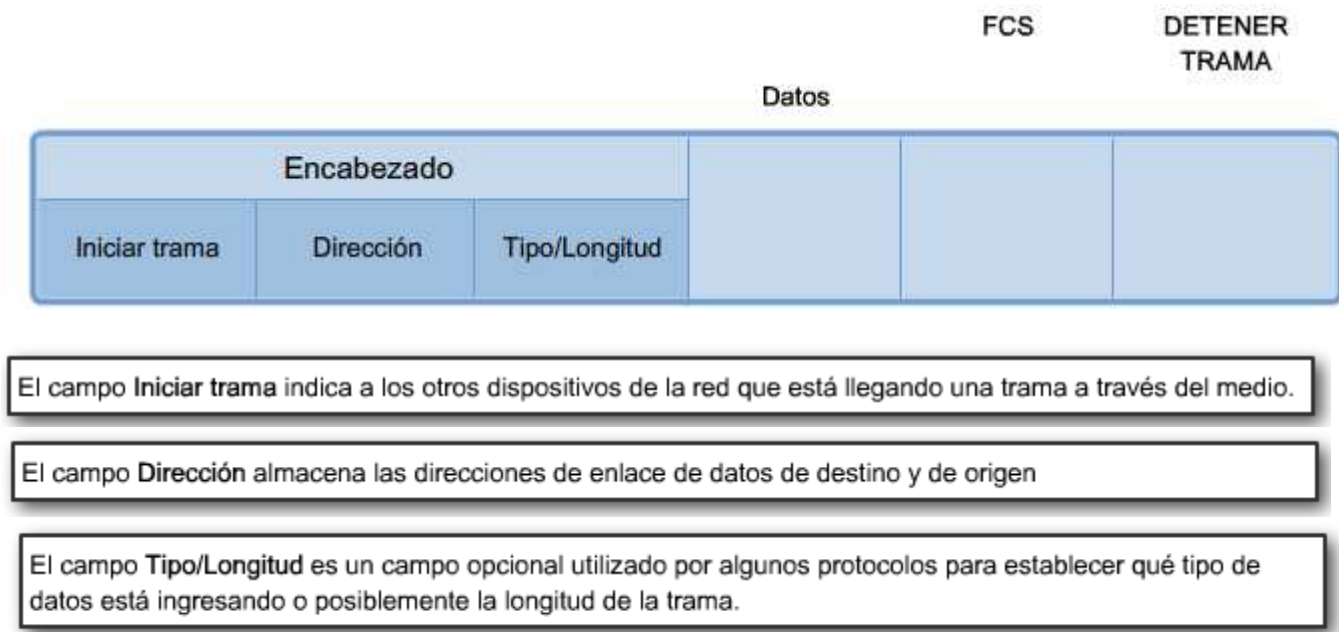 FCS
DETENER
TRAMA
Datos
Encabezado
Iniciar trama
Dirección
Tipo/Longitud
El campo Iniciar trama indica a los otros dispositivos de la red que está llegando una trama a través del medio.
El campo Dirección almacena las direcciones de enlace de datos de destino y de origen
El campo Tipo/Longitud es un campo opcional utilizado por algunos protocolos para establecer qué tipo de
datos está ingresando o posiblemente la longitud de la trama.